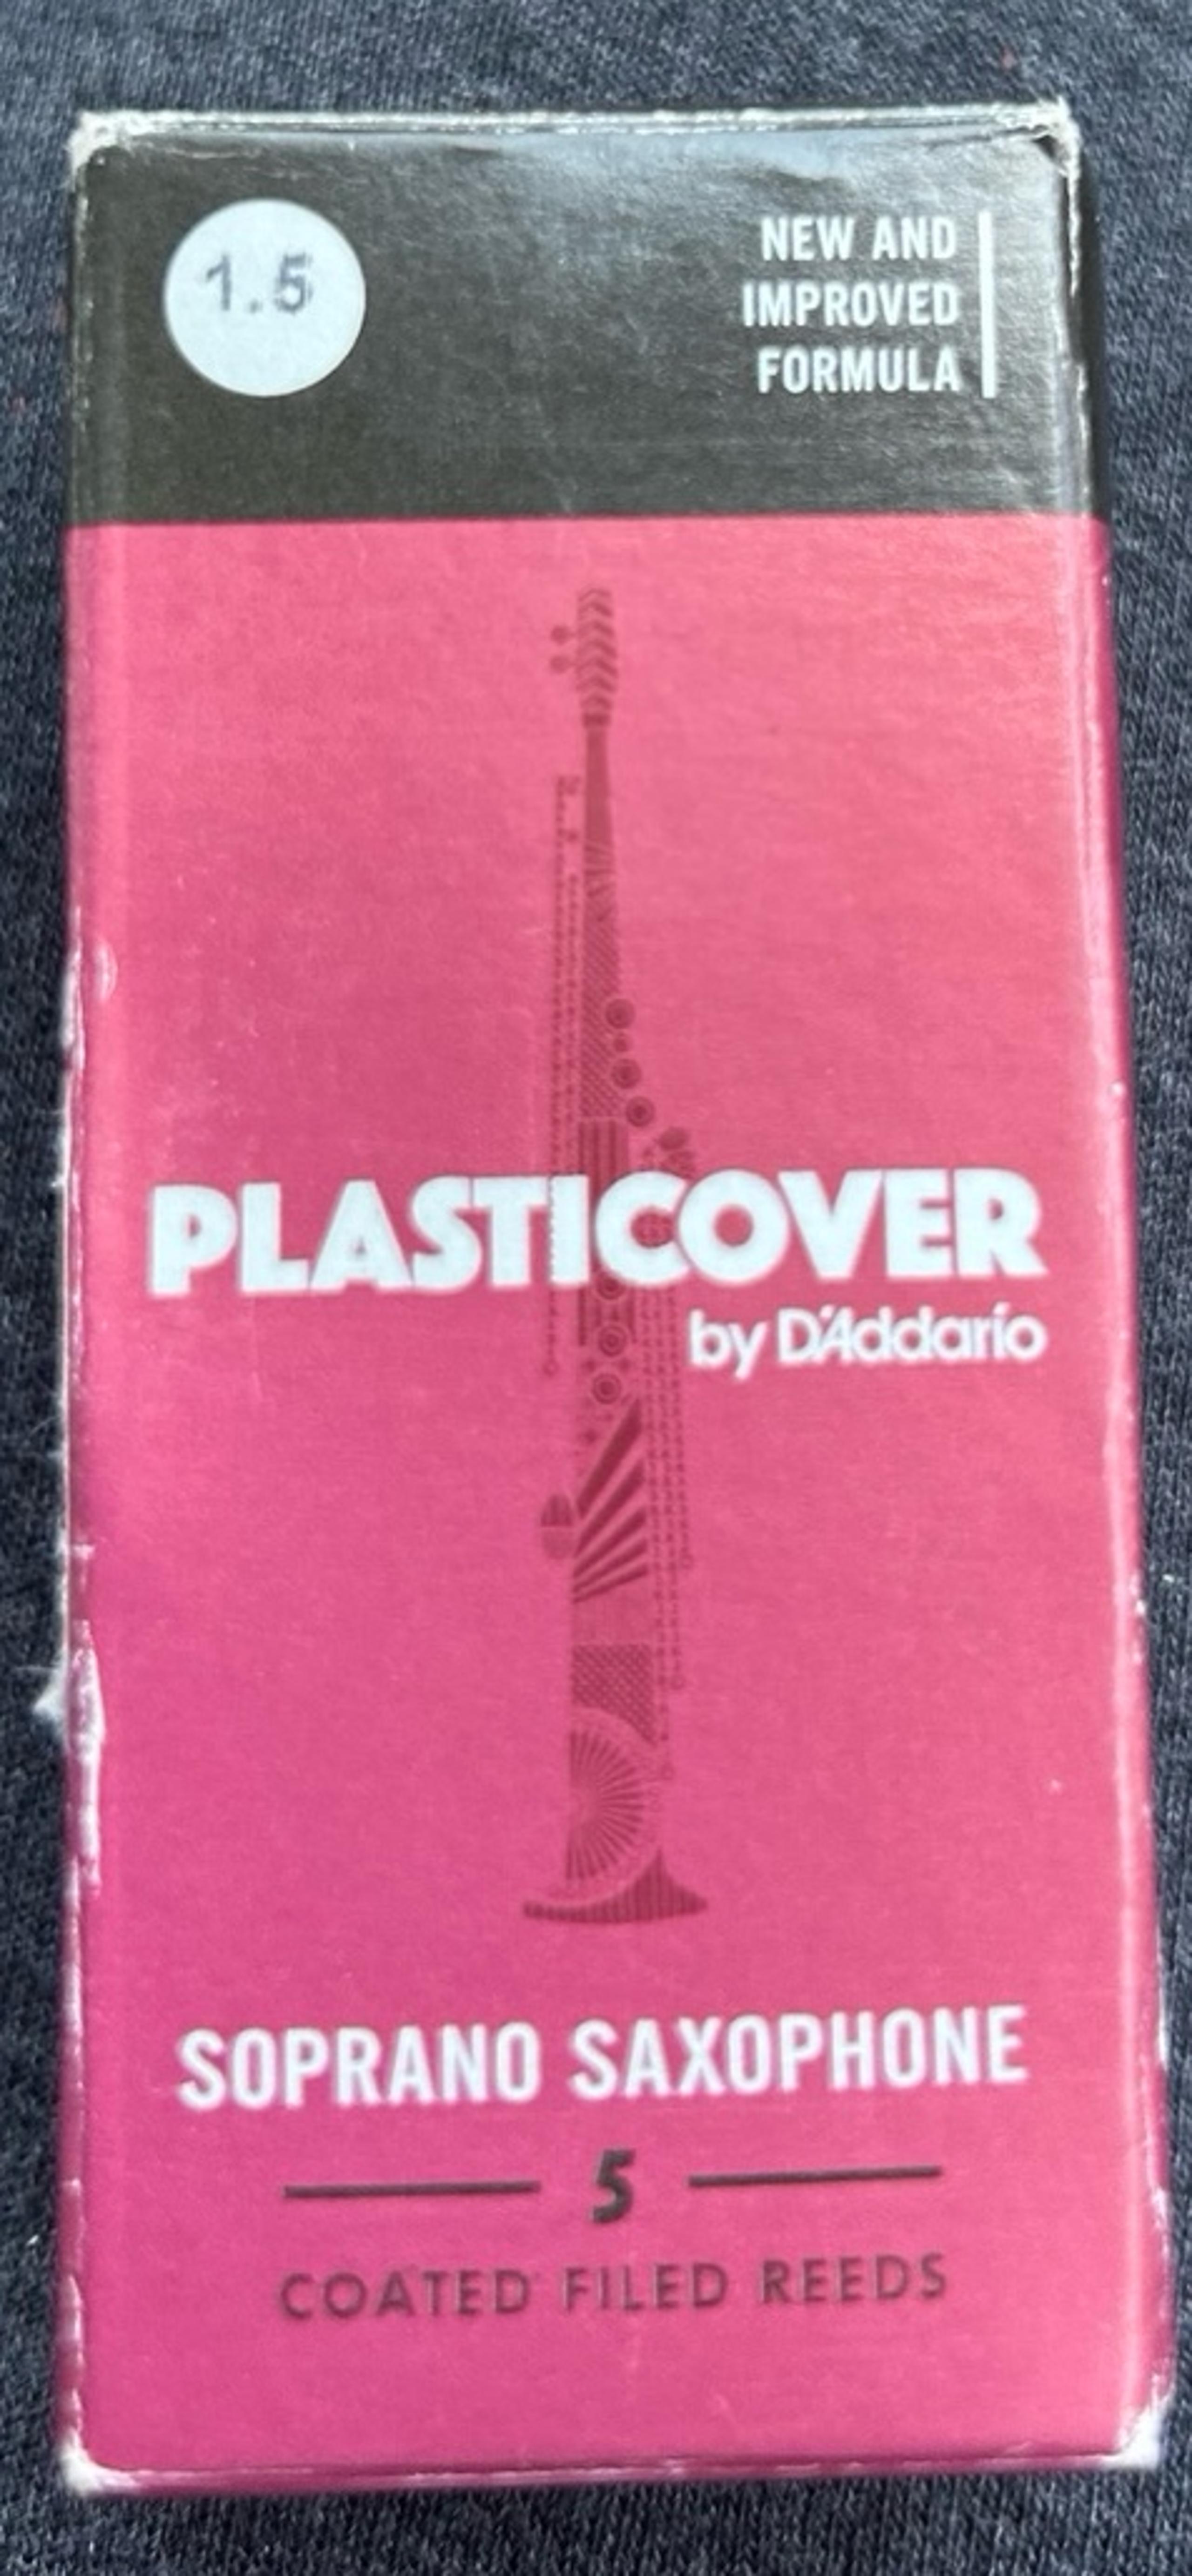 1.5
NEW AND
IMPROVED
FORMULA
PLASTICOVER
by D'Addario
SOPRANO SAXOPHONE
5
COATED FILED REEDS